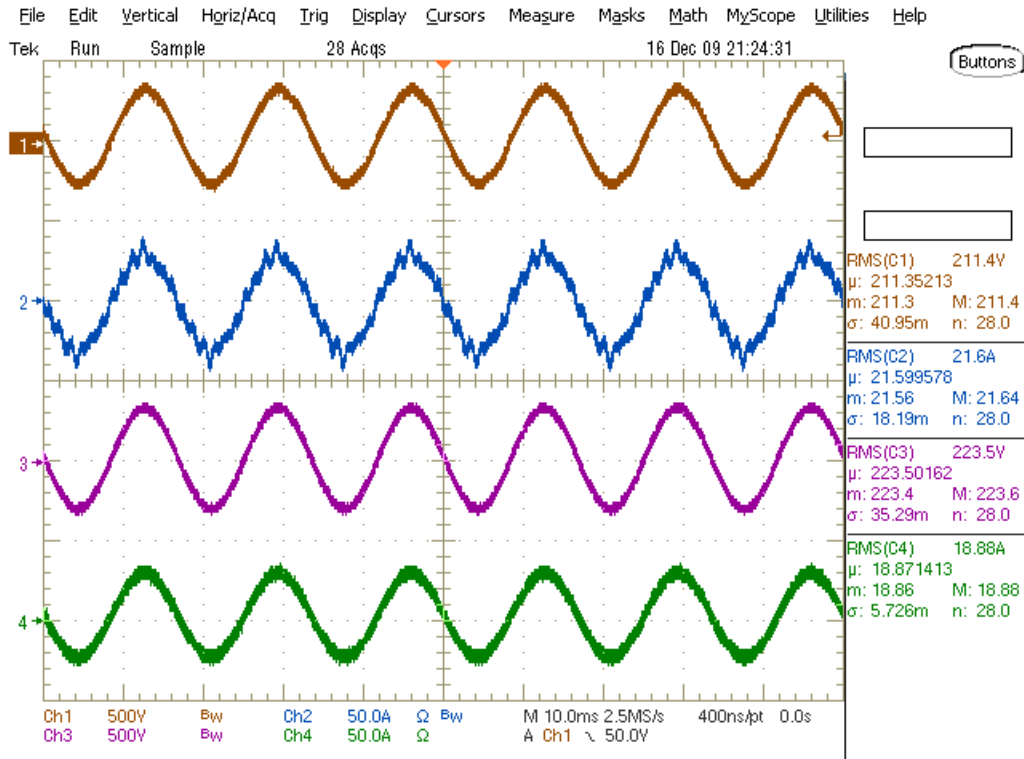 File Edit Vertical Horiz/Acq Trig Display Cursors Measure Masks Math MyScope Utilities Help
Tek Run Sample 28 Acqs 16 Dec 09 21:24:31
Buttons
1
2
3
4
RMS(C1) 211.4V
μ: 211.35213
m: 211.3 M: 211.4
σ: 40.95m n: 28.0
RMS(C2) 21.6A
μ: 21.599578
m: 21.56 M: 21.64
σ: 18.19m n: 28.0
RMS(C3) 223.5V
μ: 223.50162
m: 223.4 M: 223.6
σ: 35.29m n: 28.0
RMS(C4) 18.88A
μ: 18.871413
m: 18.86 M: 18.88
σ: 5.726m n: 28.0
Ch1 500V Bw Ch2 50.0A Ω Bw M 10.0ms 2.5MS/s 400ns/pt 0.0s
Ch3 500V Bw Ch4 50.0A Ω A Ch1 \ 50.0V